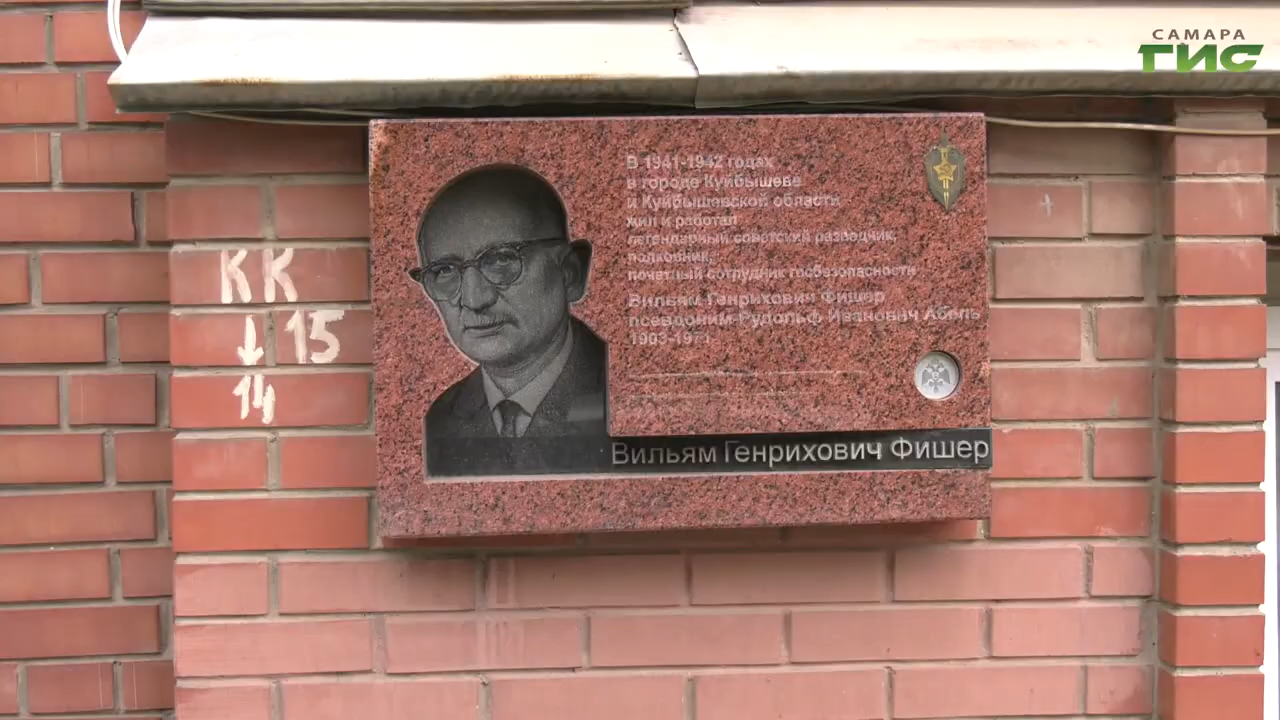 САМАРА
ГИС
В 1941-1942 годах
в городе Куйбышеве
и Куйбышевской области
жил и работал
легендарный советский разведчик,
полковник,
почетный сотрудник госбезопасности
Вильям Генрихович Фишер
псевдоним-Рудольф Иванович Абель
1903-1971
Вильям Генрихович Фишер
КК
↓ 15
14